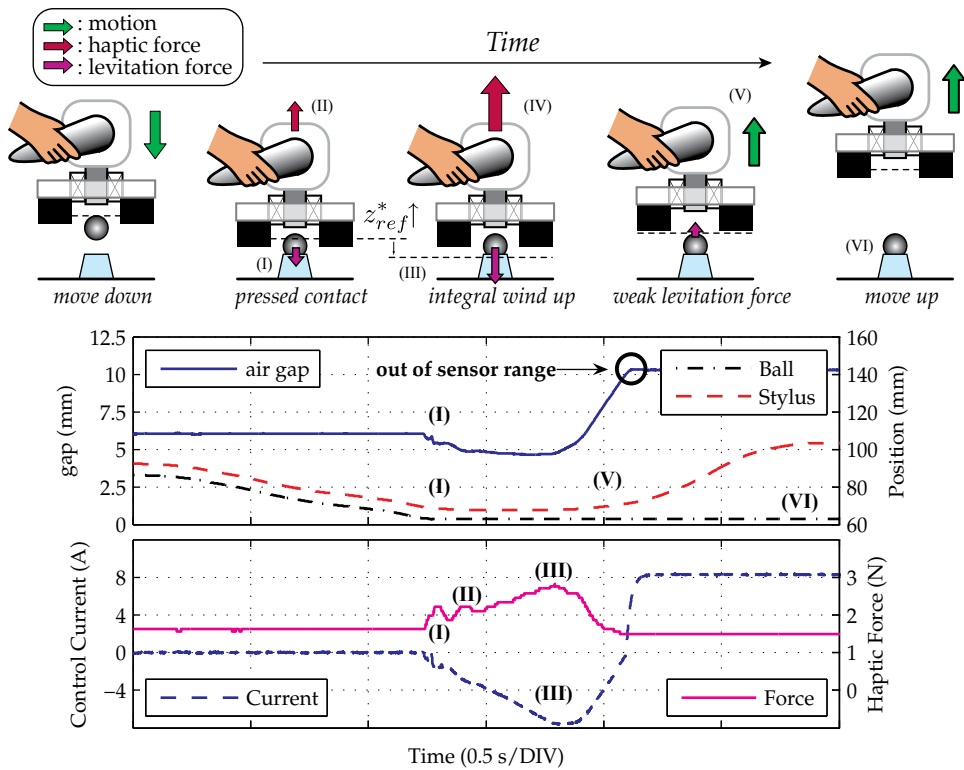 : motion
: haptic force
: levitation force
Time
(II)
(IV)
(V)
z*ref↑
(I)
(III)
(VI)
move down
pressed contact
integral wind up
weak levitation force
move up
12.5
10
7.5
5
2.5
0
gap (mm)
air gap
out of sensor range
Ball
Stylus
(I)
(I)
(V)
(VI)
160
140
120
100
80
60
Position (mm)
8
4
0
−4
Control Current (A)
(I)
(II)
(III)
(III)
Current
Force
3
2
1
0
Haptic Force (N)
Time (0.5 s/DIV)